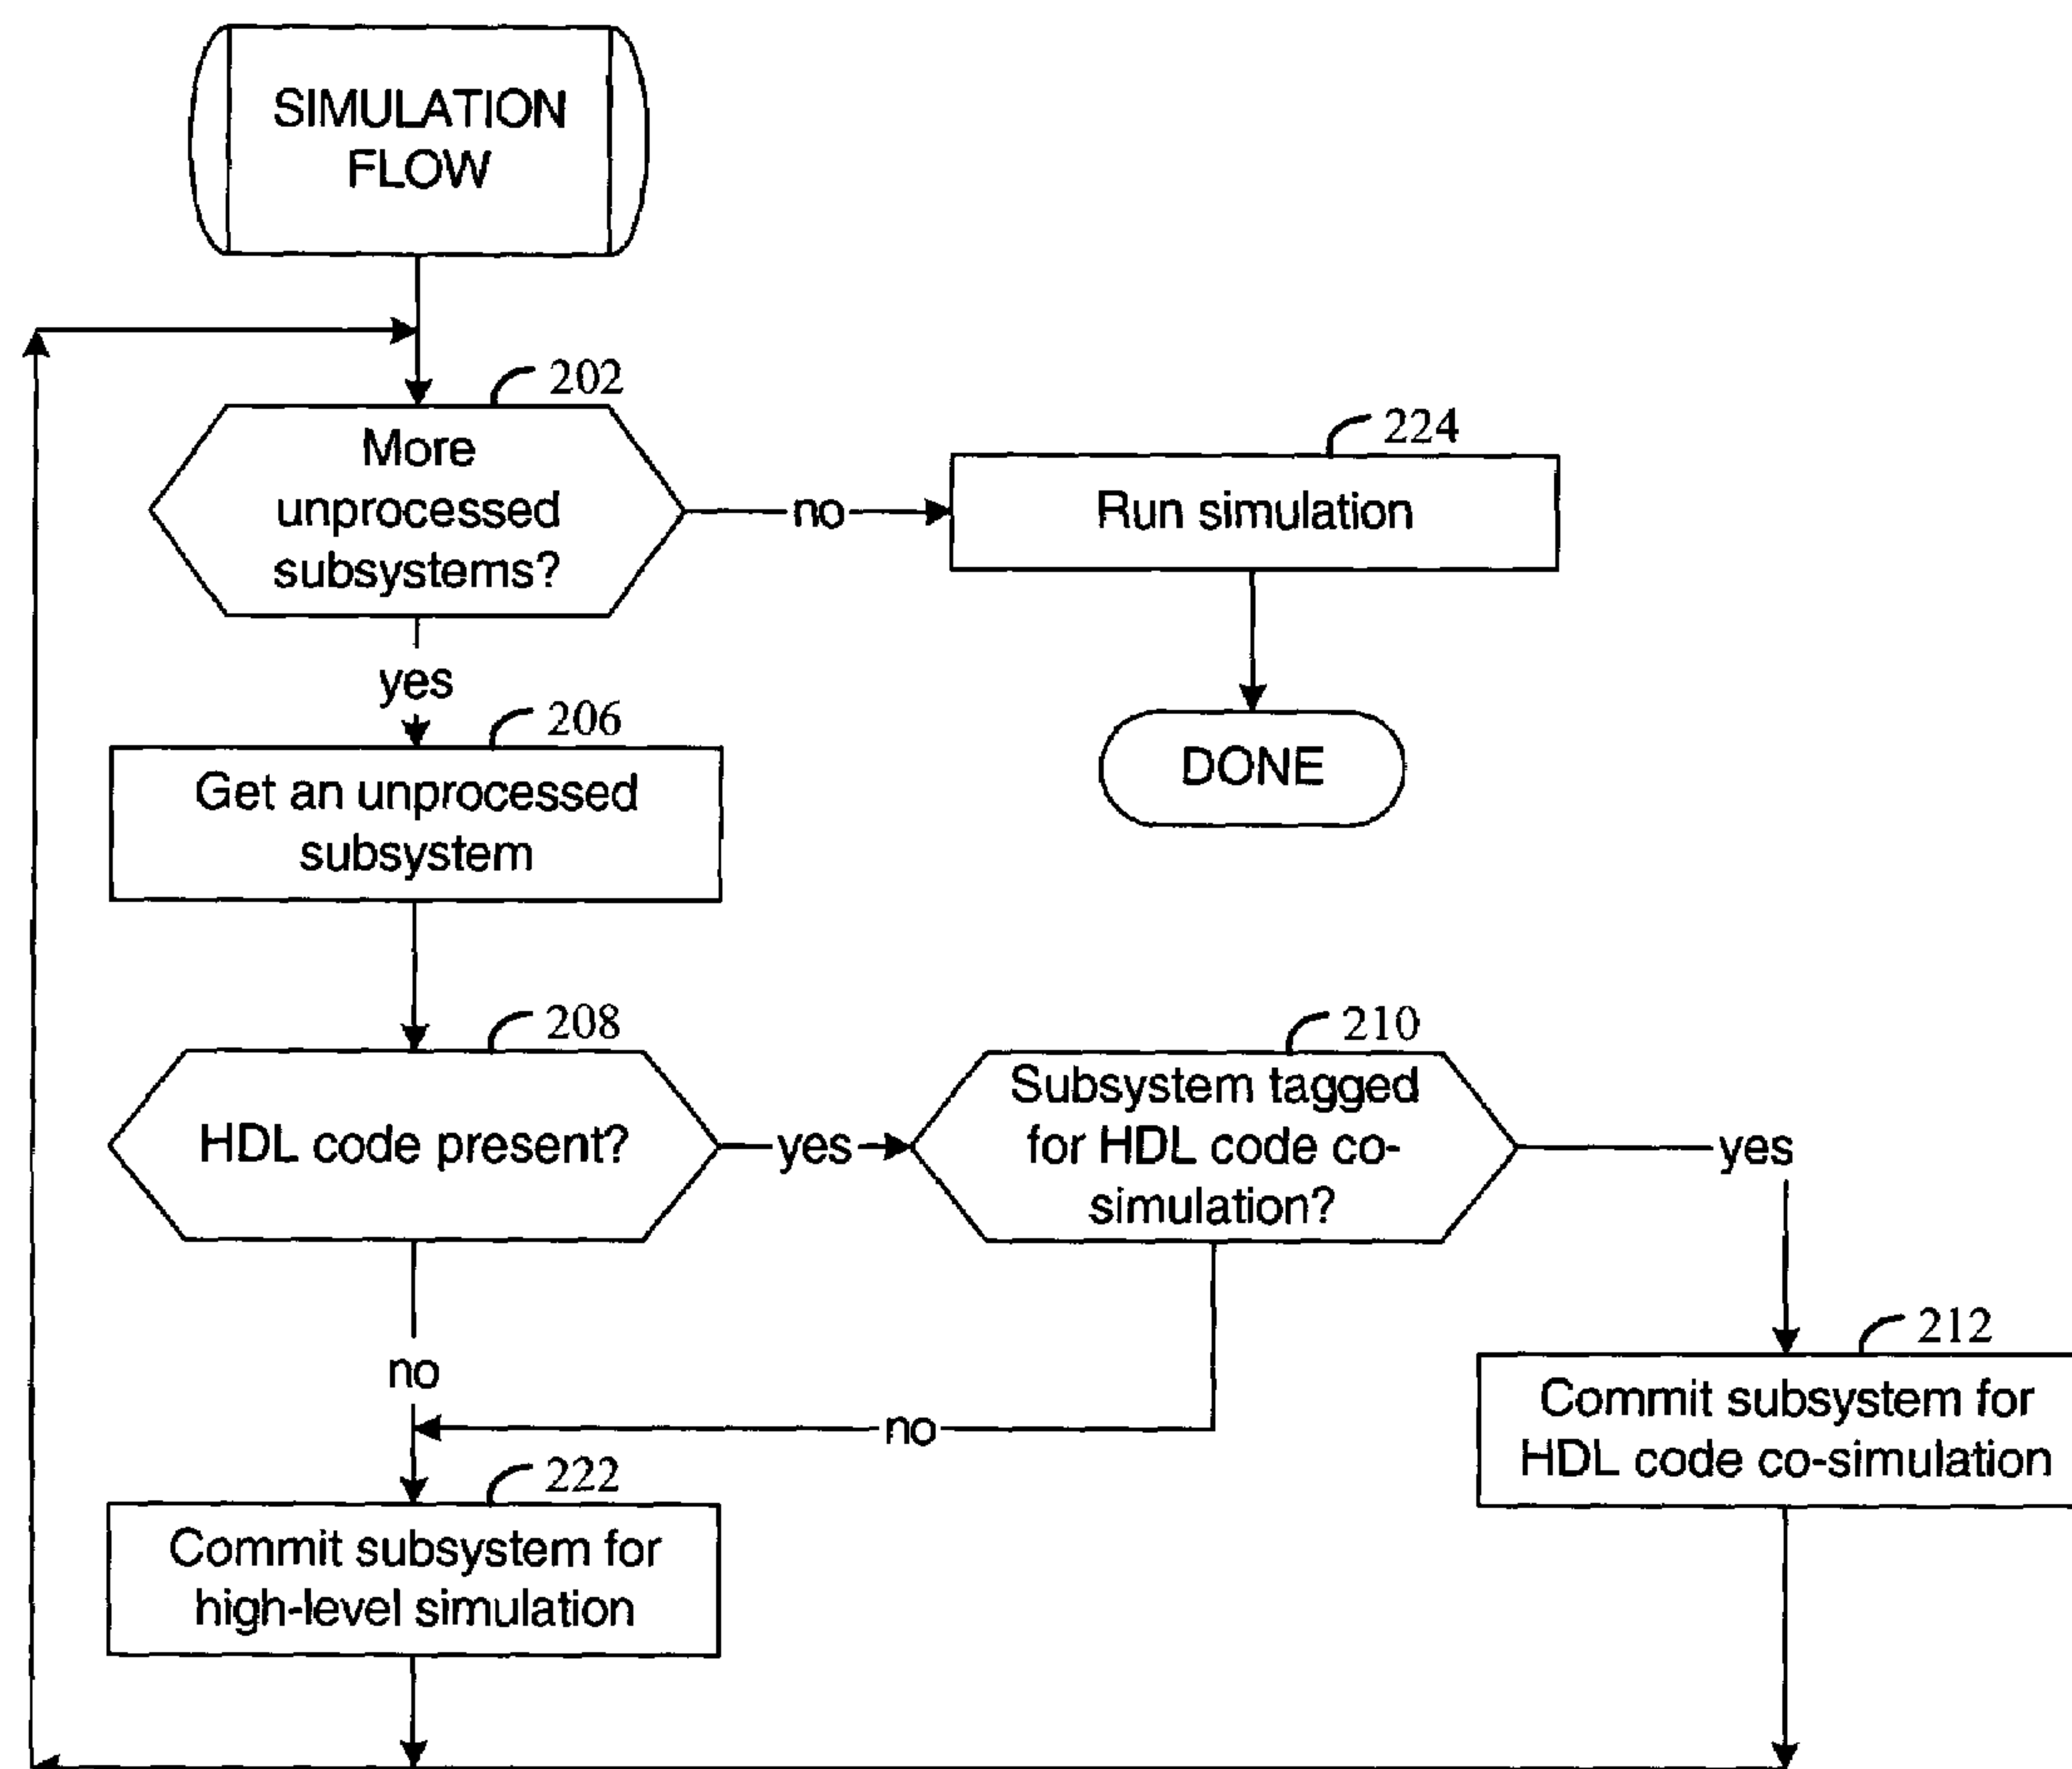 SIMULATION
FLOW
202
More
unprocessed
subsystems?
no
224
Run simulation
yes
DONE
206
Get an unprocessed
subsystem
208
HDL code present?
yes
210
Subsystem tagged
for HDL code co-
simulation?
yes
no
no
212
Commit subsystem for
HDL code co-simulation
222
Commit subsystem for
high-level simulation